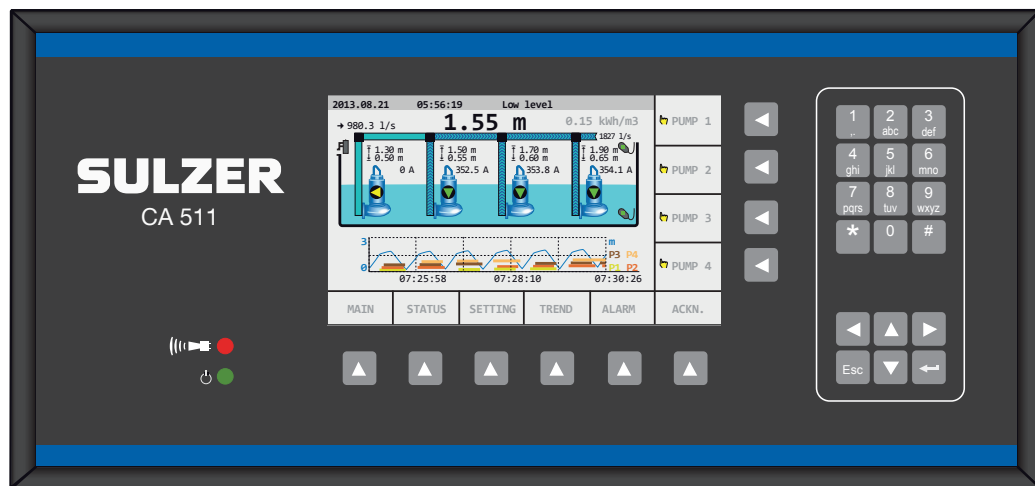 SULZER
CA 511
2013.08.21 05:56:19 Low level
980.3 l/s 1.55 m 0.15 kWh/m3
1827 l/s
1.30 m 1.50 m 1.70 m 1.90 m
0.50 m 0.55 m 0.60 m 0.65 m
0 A 352.5 A 353.8 A 354.1 A
PUMP 1
PUMP 2
PUMP 3
PUMP 4
3 m
P3 P4
0 P1 P2
07:25:58 07:28:10 07:30:26
MAIN STATUS SETTING TREND ALARM ACKN.
1 2 3
,. abc def
4 5 6
ghi jkl mno
7 8 9
pqrs tuv wxyz
* 0 #
Esc